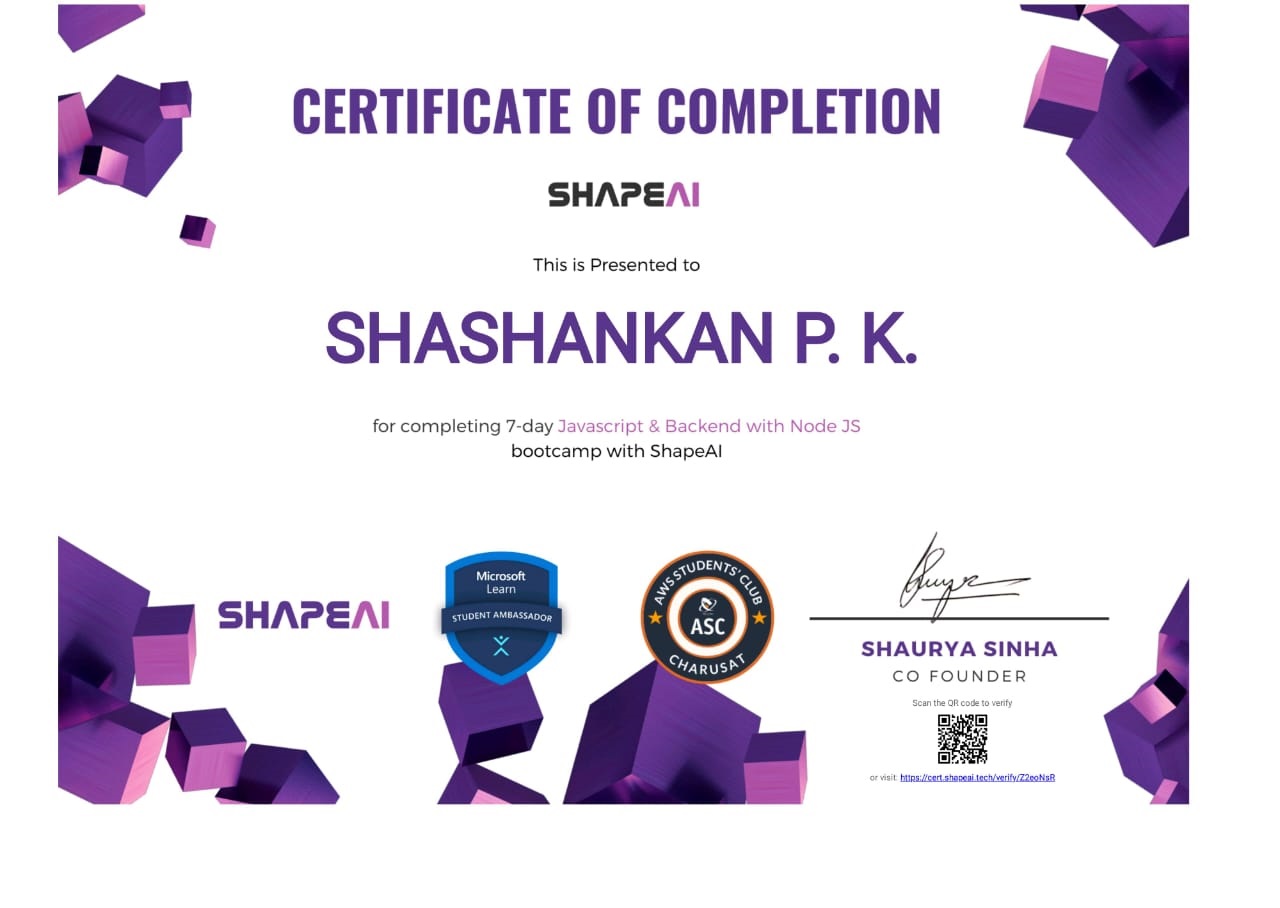 CERTIFICATE OF COMPLETION
SHAPEAI
This is Presented to
SHASHANKAN P. K.
for completing 7-day Javascript & Backend with Node JS
bootcamp with ShapeAI
SHAPEAI
Microsoft
Learn
STUDENT AMBASSADOR
AWS STUDENTS' CLUB
ASC
CHARUSAT
SHAURYA SINHA
CO FOUNDER
Scan the QR code to verify
or visit: https://cert.shapeai.tech/verify/Z2eoNsR